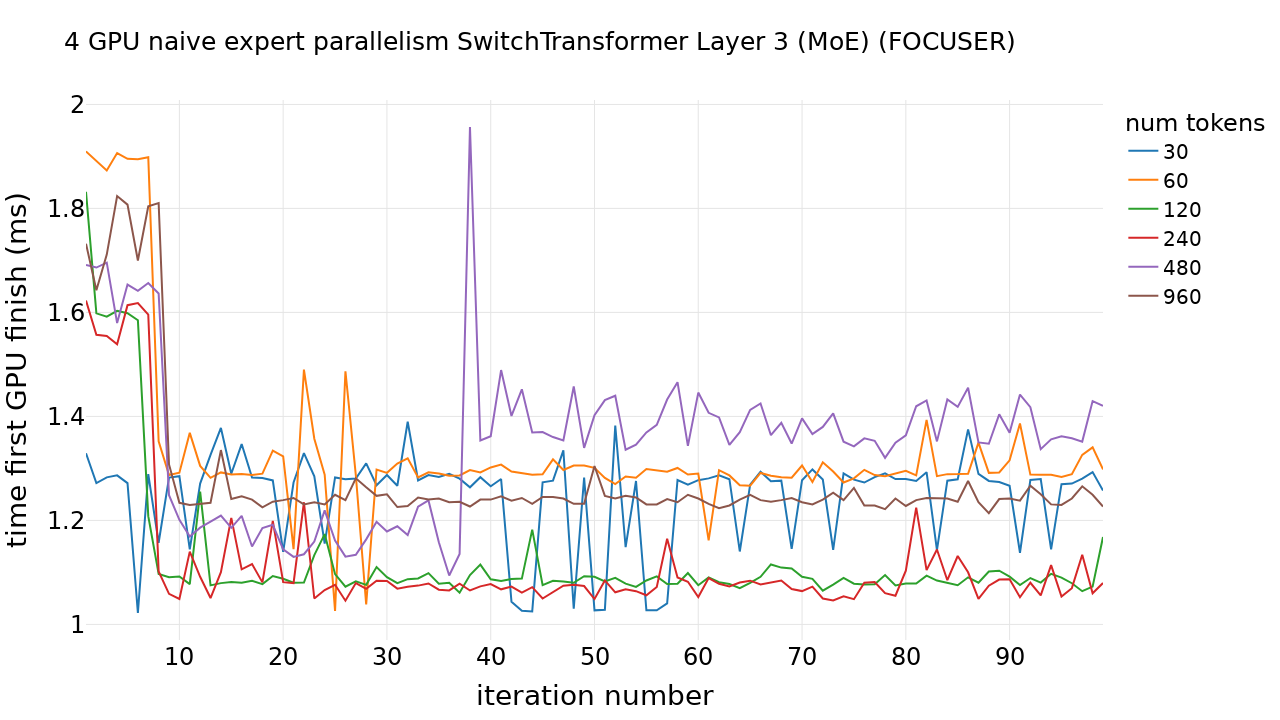 4 GPU naive expert parallelism SwitchTransformer Layer 3 (MoE) (FOCUSER)
time first GPU finish (ms)
2
1.8
1.6
1.4
1.2
1
10 20 30 40 50 60 70 80 90
iteration number
num tokens
30
60
120
240
480
960